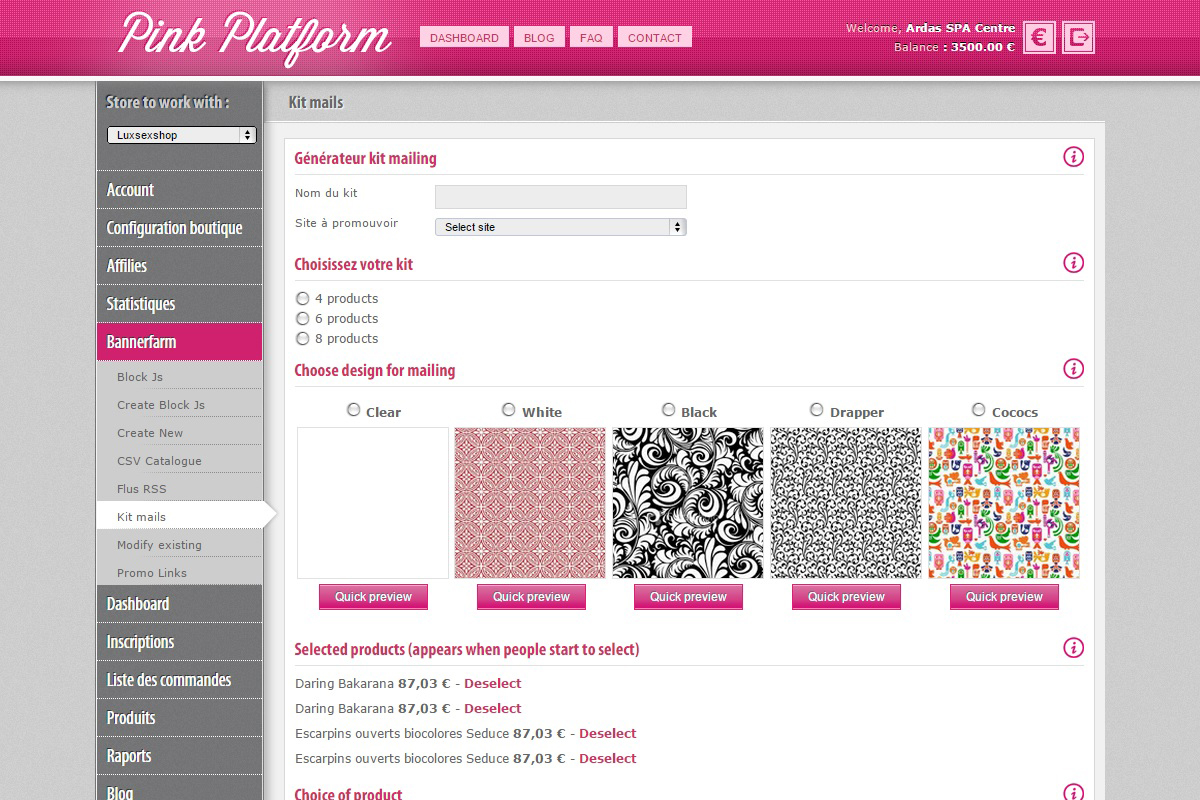 Pink Platform
DASHBOARD BLOG FAQ CONTACT
Welcome, Ardas SPA Centre
Balance : 3500.00 €
€
Store to work with :
Luxsexshop
Account
Configuration boutique
Affilies
Statistiques
Bannerfarm
Block Js
Create Block Js
Create New
CSV Catalogue
Flus RSS
Kit mails
Modify existing
Promo Links
Dashboard
Inscriptions
Liste des commandes
Produits
Raports
Blog
Kit mails
Générateur kit mailing
Nom du kit
Site à promouvoir Select site
Choisissez votre kit
4 products
6 products
8 products
Choose design for mailing
Clear White Black Drapper Cococs
Quick preview Quick preview Quick preview Quick preview Quick preview
Selected products (appears when people start to select)
Daring Bakarana 87,03 € - Deselect
Daring Bakarana 87,03 € - Deselect
Escarpins ouverts biocolores Seduce 87,03 € - Deselect
Escarpins ouverts biocolores Seduce 87,03 € - Deselect
Choice of product